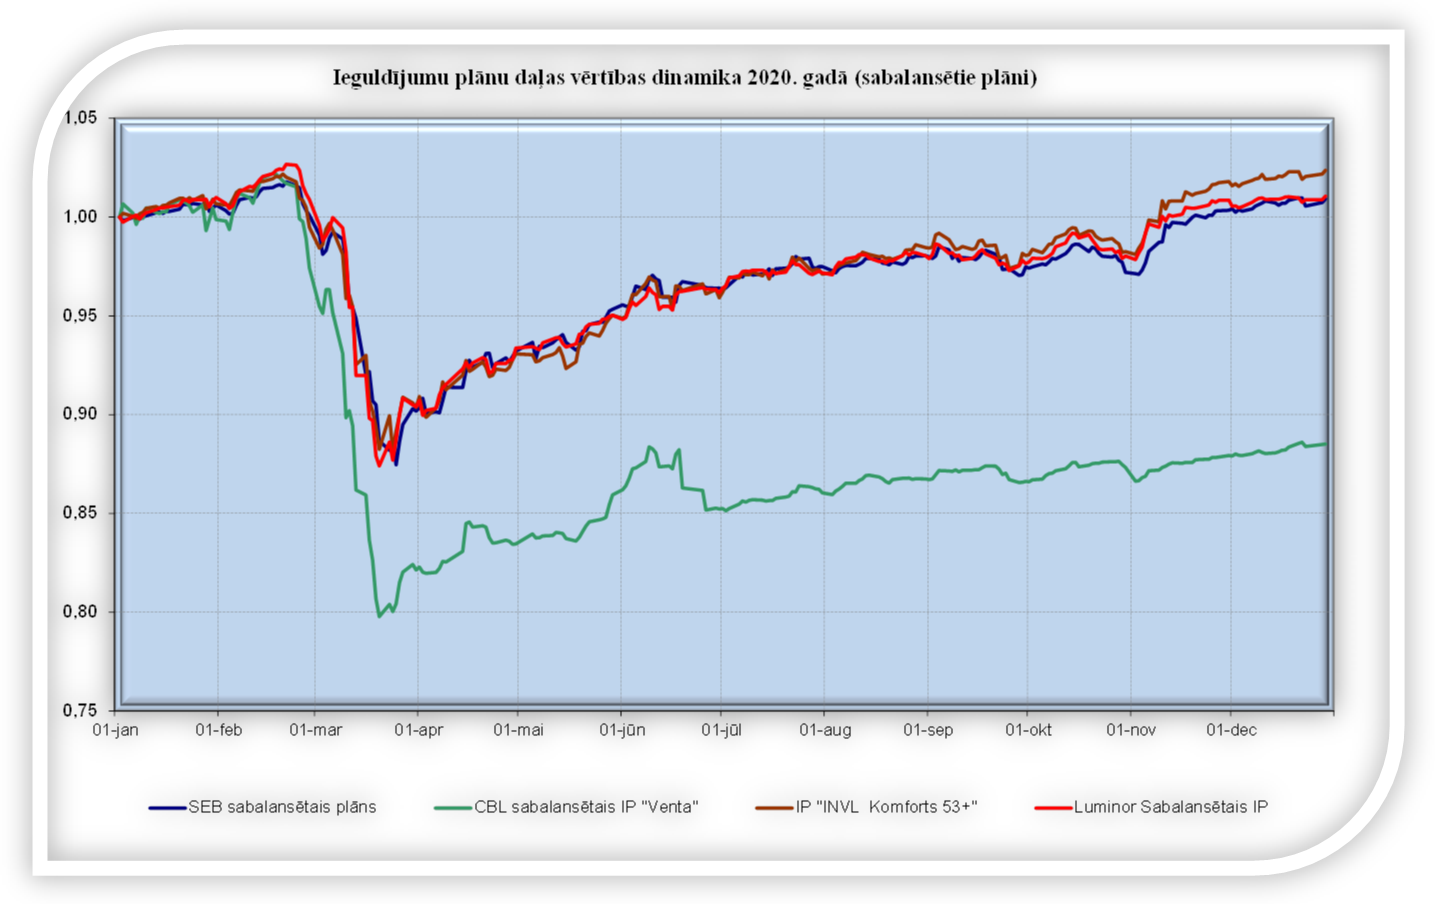 Ieguldījumu plānu daļas vērtības dinamika 2020. gadā (sabalansētie plāni)
1,05
1,00
0,95
0,90
0,85
0,80
0,75
01-jan 01-feb 01-mar 01-apr 01-mai 01-jūn 01-jūl 01-aug 01-sep 01-okt 01-nov 01-dec
SEB sabalansētais plāns CBL sabalansētais IP "Venta" IP "INVL Komforts 53+" Luminor Sabalansētais IP